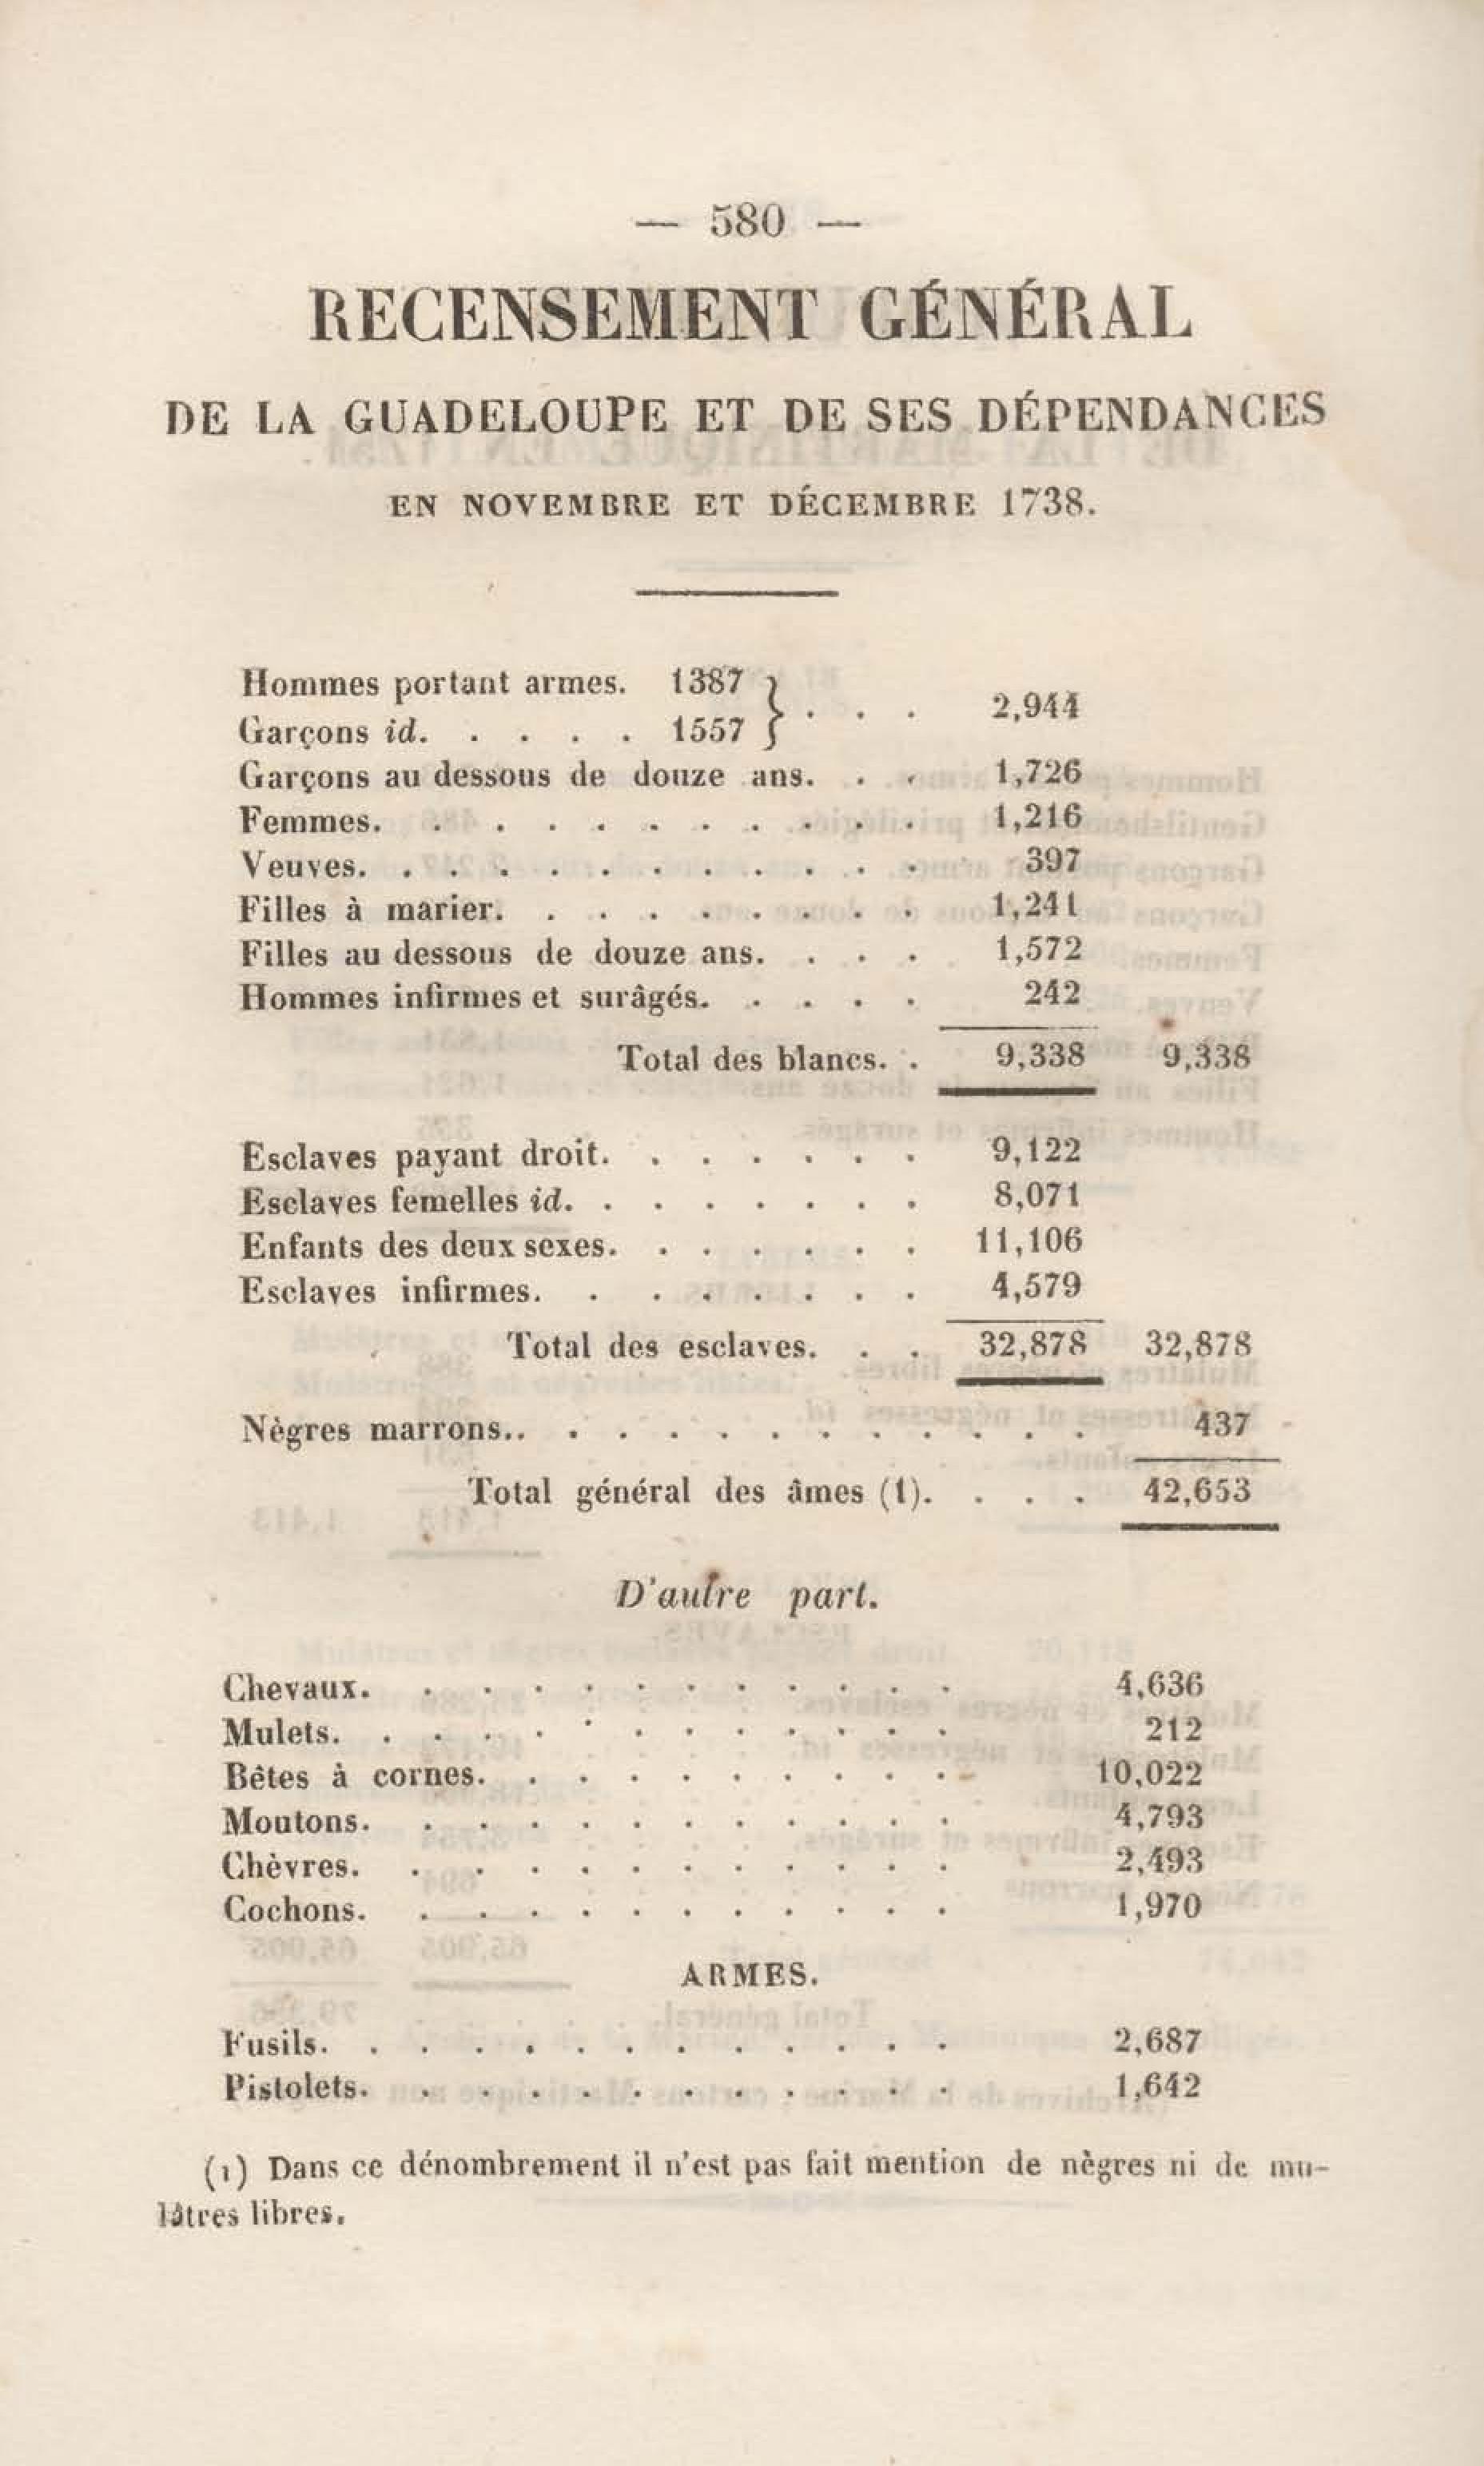 — 580 —
RECENSEMENT GÉNÉRAL
DE LA GUADELOUPE ET DE SES DÉPENDANCES
EN NOVEMBRE ET DÉCEMBRE 1738.
Hommes portant armes. 1387
Garçons id. . . . . 1557 } . . . 2,944
Garçons au dessous de douze ans. . . 1,726
Femmes. . . . . . . . . . . 1,216
Veuves. . . . . . . . . . . . 397
Filles à marier. . . . . . . . . 1,241
Filles au dessous de douze ans. . . . 1,572
Hommes infirmes et surâgés. . . . . 242
Total des blancs. . 9,338 9,338
Esclaves payant droit. . . . . . . 9,122
Esclaves femelles id. . . . . . . . 8,071
Enfants des deux sexes. . . . . . . 11,106
Esclaves infirmes. . . . . . . . 4,579
Total des esclaves. . . 32,878 32,878
Nègres marrons.. . . . . . . . . . . . 437
Total général des âmes (1). . . . 42,653
D'autre part.
Chevaux. . . . . . . . . . . . 4,636
Mulets. . . . . . . . . . . . . 212
Bêtes à cornes. . . . . . . . . . 10,022
Moutons. . . . . . . . . . . . 4,793
Chèvres. . . . . . . . . . . . 2,493
Cochons. . . . . . . . . . . . 1,970
ARMES.
Fusils. . . . . . . . . . . . . 2,687
Pistolets. . . . . . . . . . . . 1,642
(1) Dans ce dénombrement il n'est pas fait mention de nègres ni de mu-
lâtres libres.